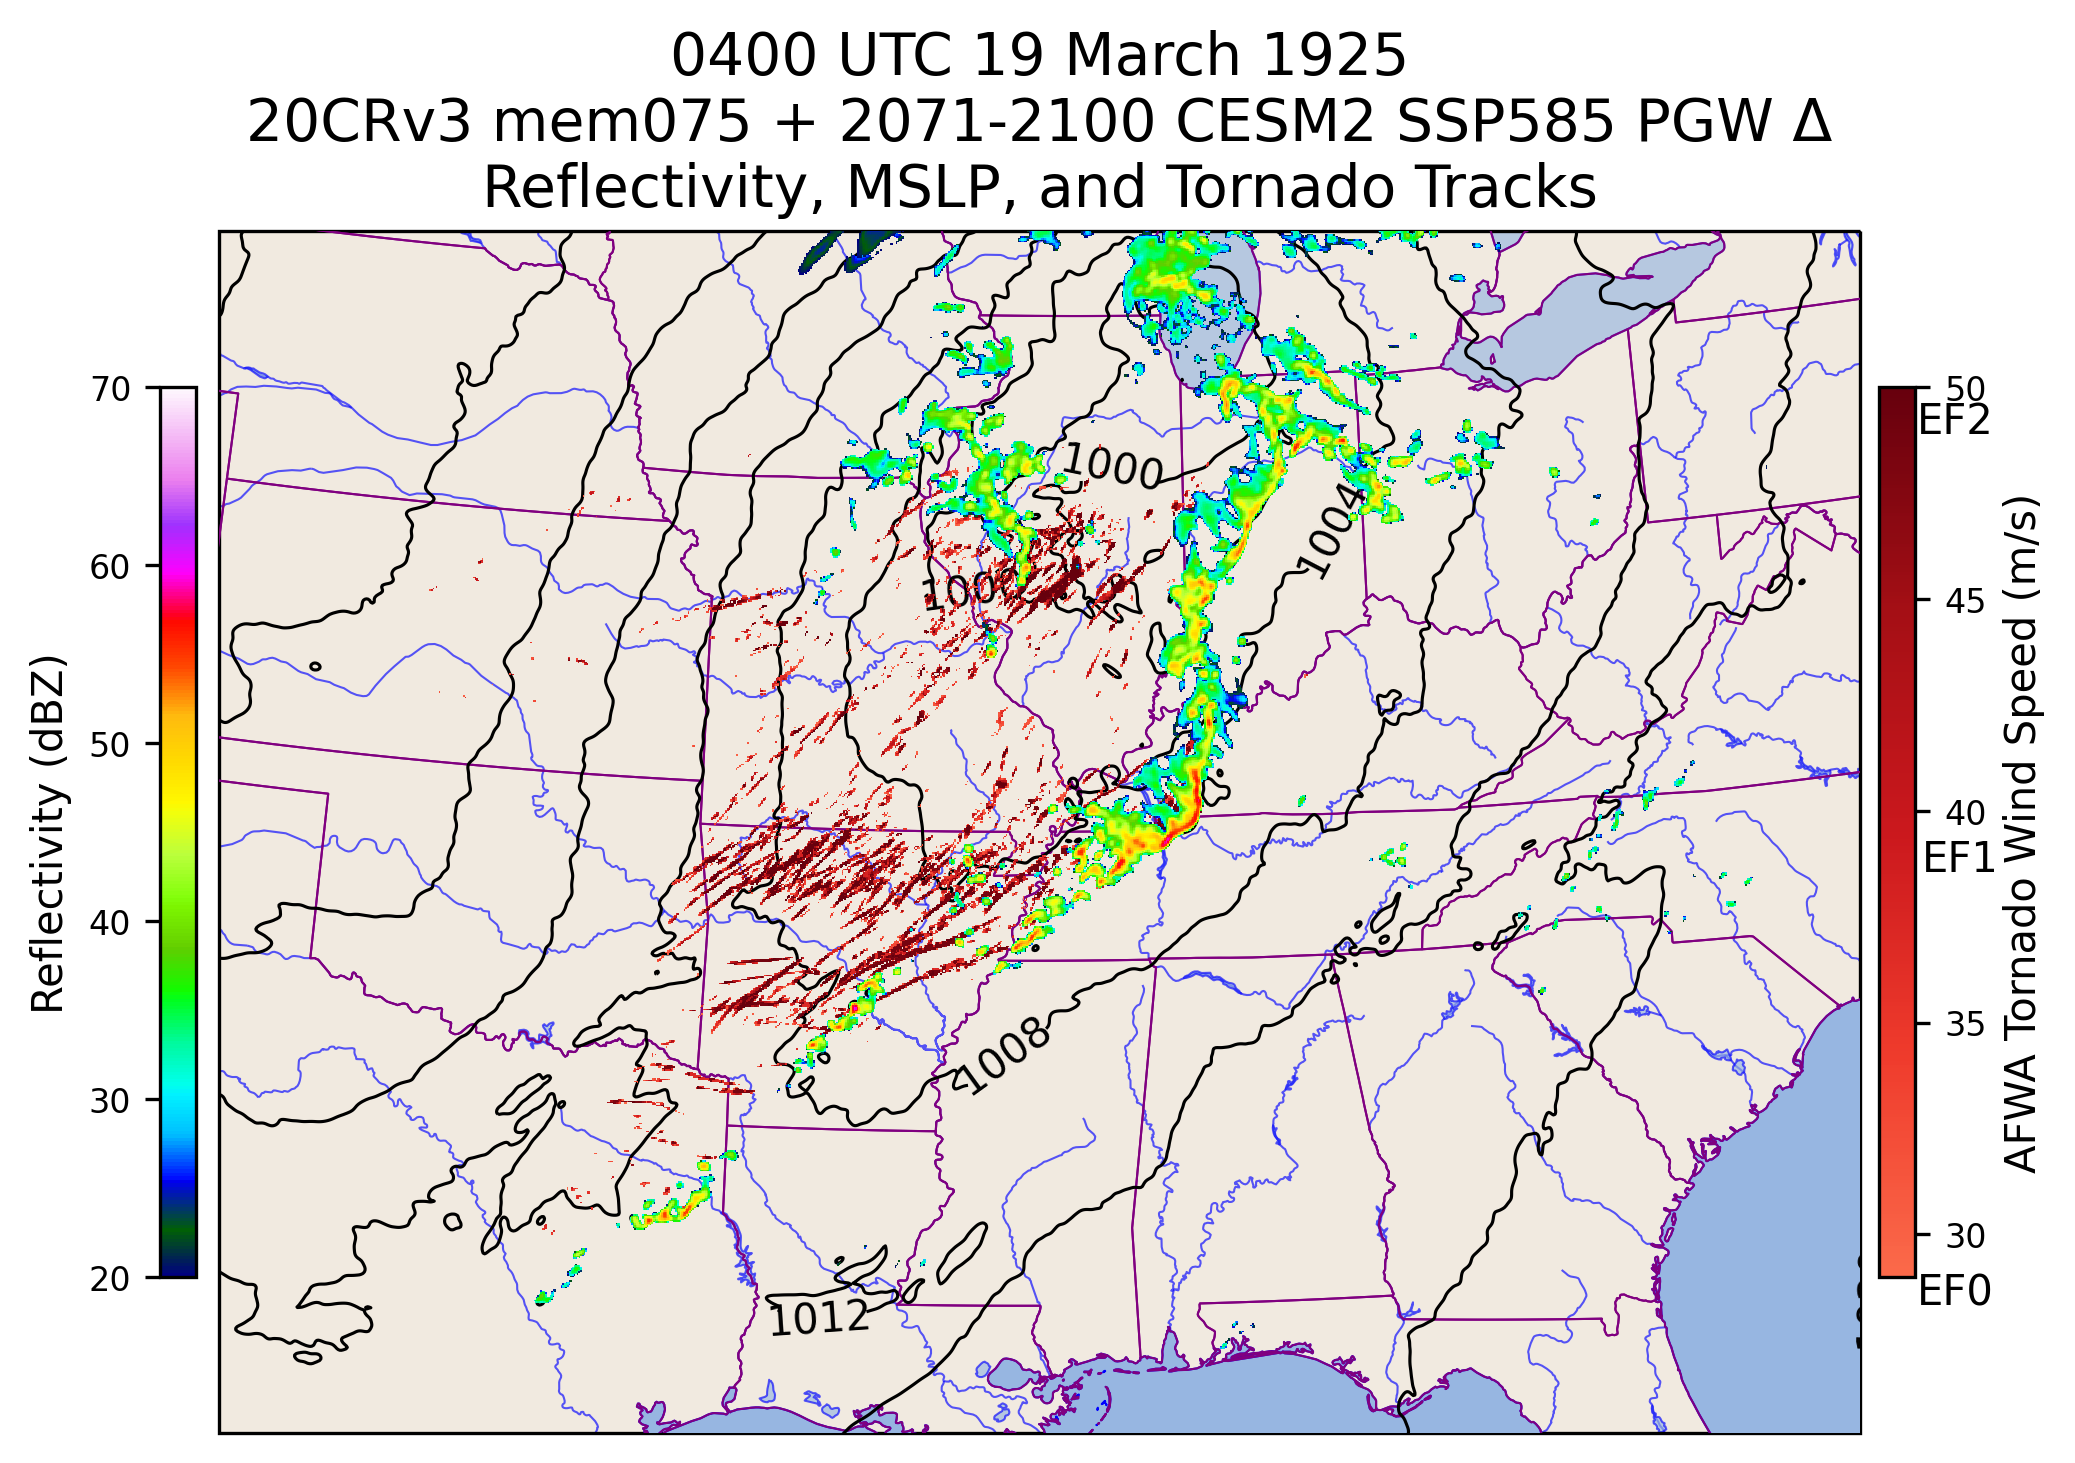 0400 UTC 19 March 1925
20CRv3 mem075 + 2071-2100 CESM2 SSP585 PGW Δ
Reflectivity, MSLP, and Tornado Tracks
Reflectivity (dBZ)
70
60
50
40
30
20
1000
1004
1008
1012
50
EF2
45
40
EF1
35
30
EF0
AFWA Tornado Wind Speed (m/s)